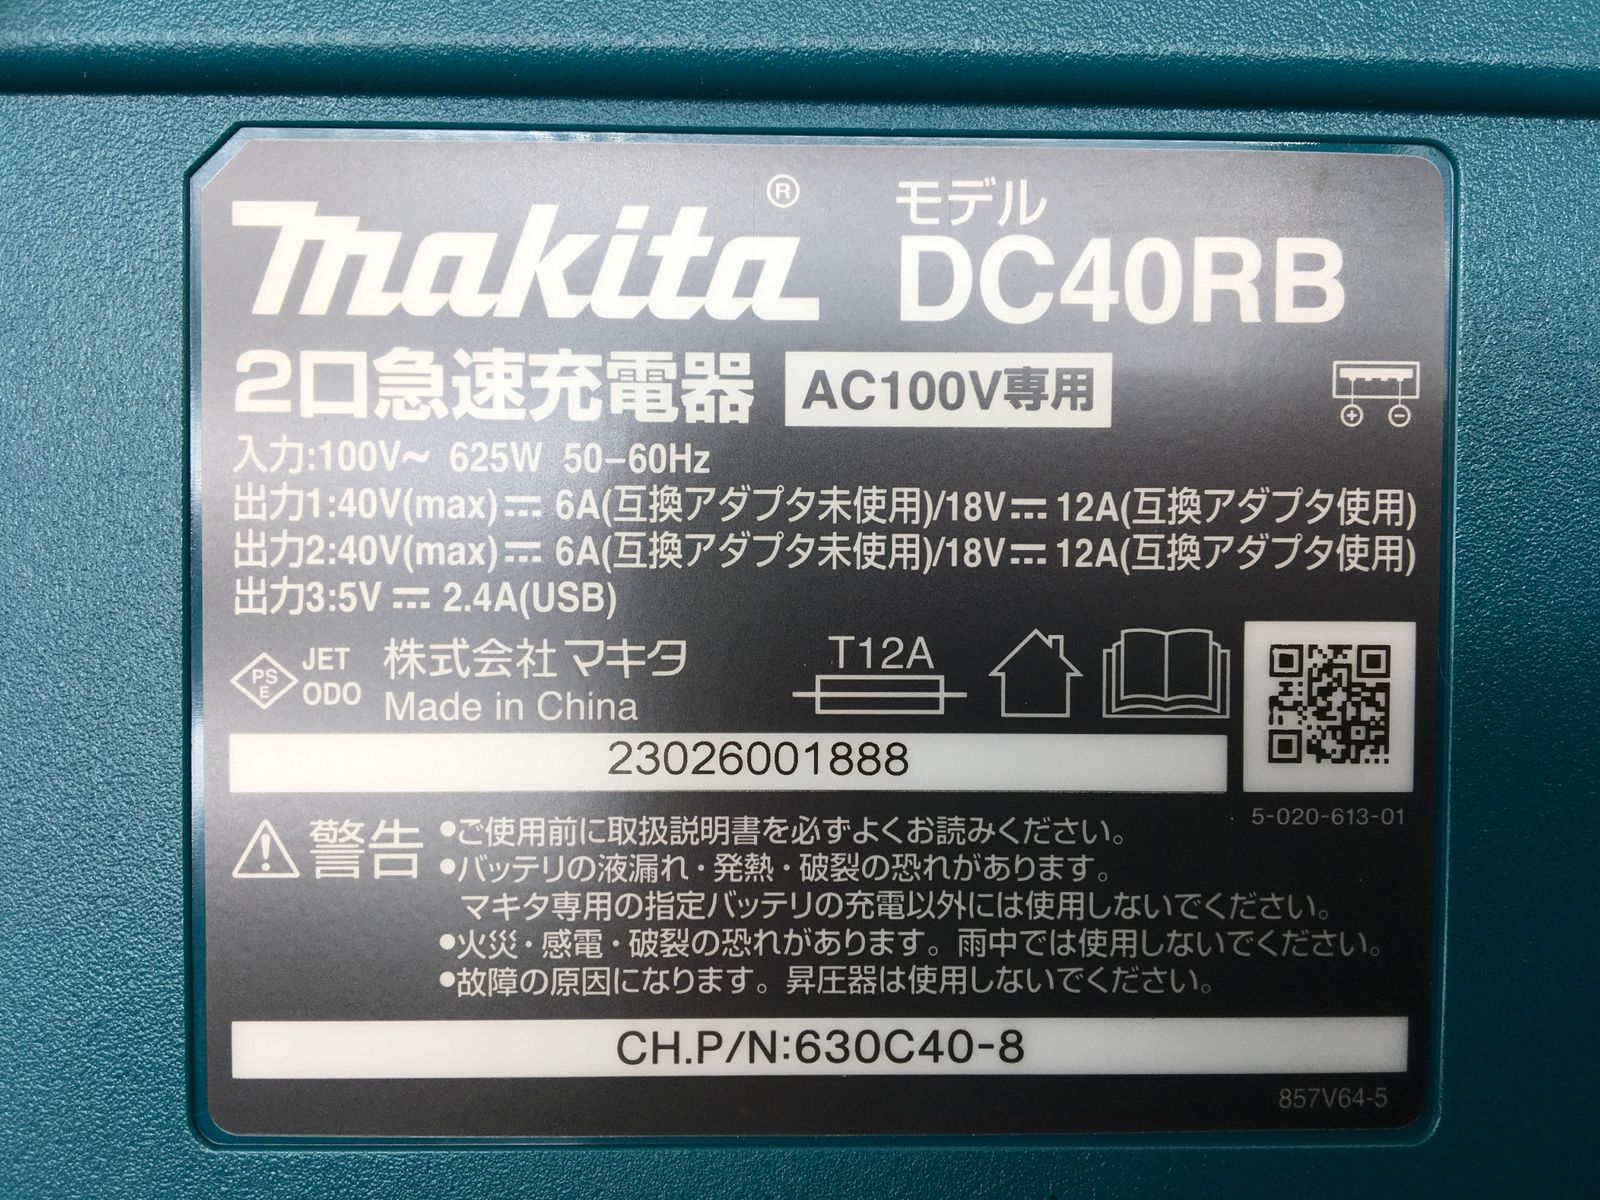 makita® モデル
DC40RB
2口急速充電器 AC100V専用
入力:100V~ 625W 50-60Hz
出力1:40V(max)⎓ 6A(互換アダプタ未使用)/18V⎓ 12A(互換アダプタ使用)
出力2:40V(max)⎓ 6A(互換アダプタ未使用)/18V⎓ 12A(互換アダプタ使用)
出力3:5V ⎓ 2.4A(USB)
PS
E
JET
ODO
株式会社マキタ
Made in China
T12A
23026001888
5-020-613-01
警告
•ご使用前に取扱説明書を必ずよくお読みください。
•バッテリの液漏れ・発熱・破裂の恐れがあります。
マキタ専用の指定バッテリの充電以外には使用しないでください。
•火災・感電・破裂の恐れがあります。雨中では使用しないでください。
•故障の原因になります。昇圧器は使用しないでください。
CH.P/N:630C40-8
857V64-5